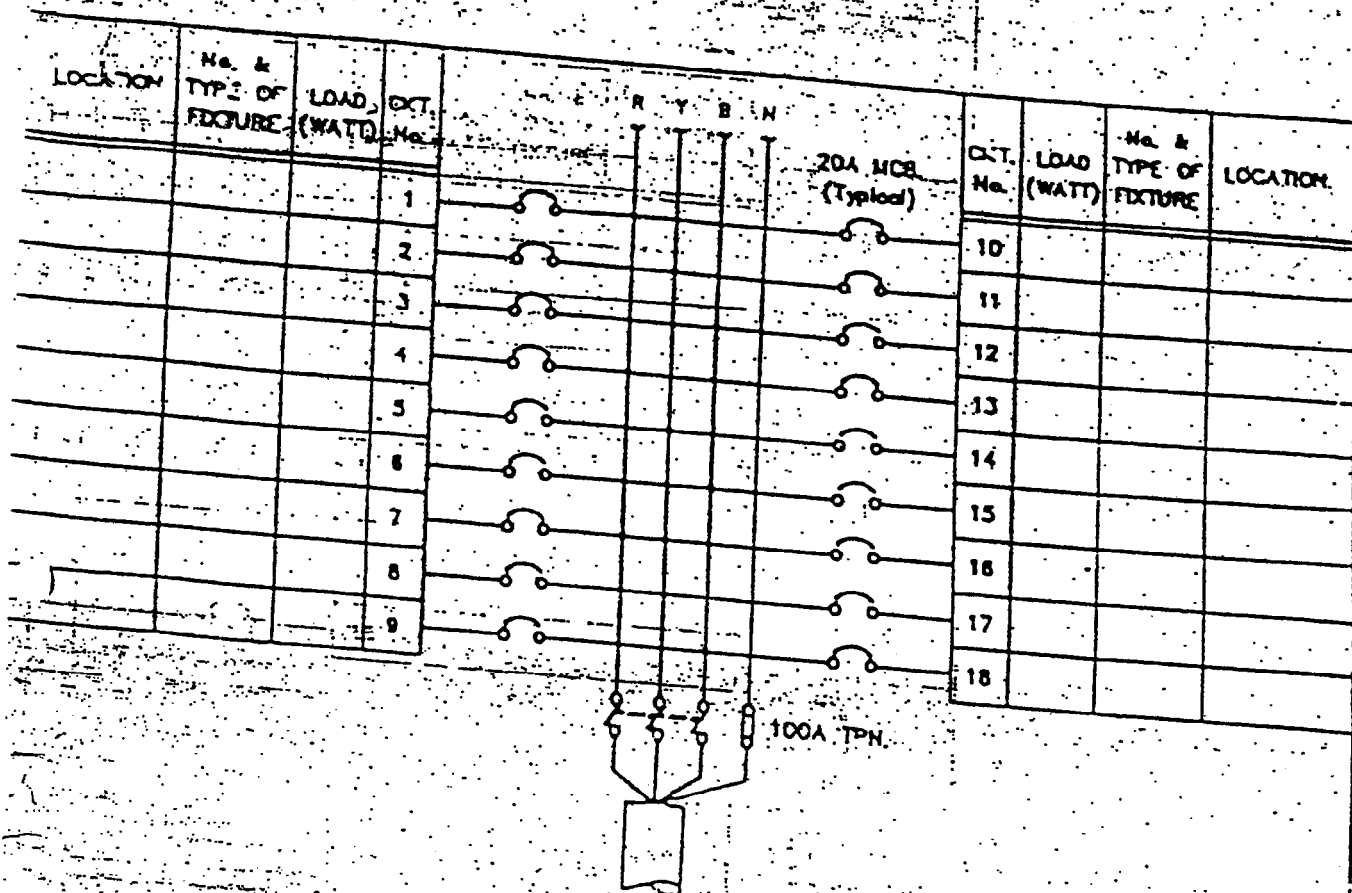 LOCATION
No. &
TYPE OF
FIXTURE
LOAD
(WATT)
CKT.
No.
R Y B N
20A MCB
(Typical)
CKT.
No.
LOAD
(WATT)
No. &
TYPE OF
FIXTURE
LOCATION
1
2
3
4
5
6
7
8
9
10
11
12
13
14
15
16
17
18
100A TPN.